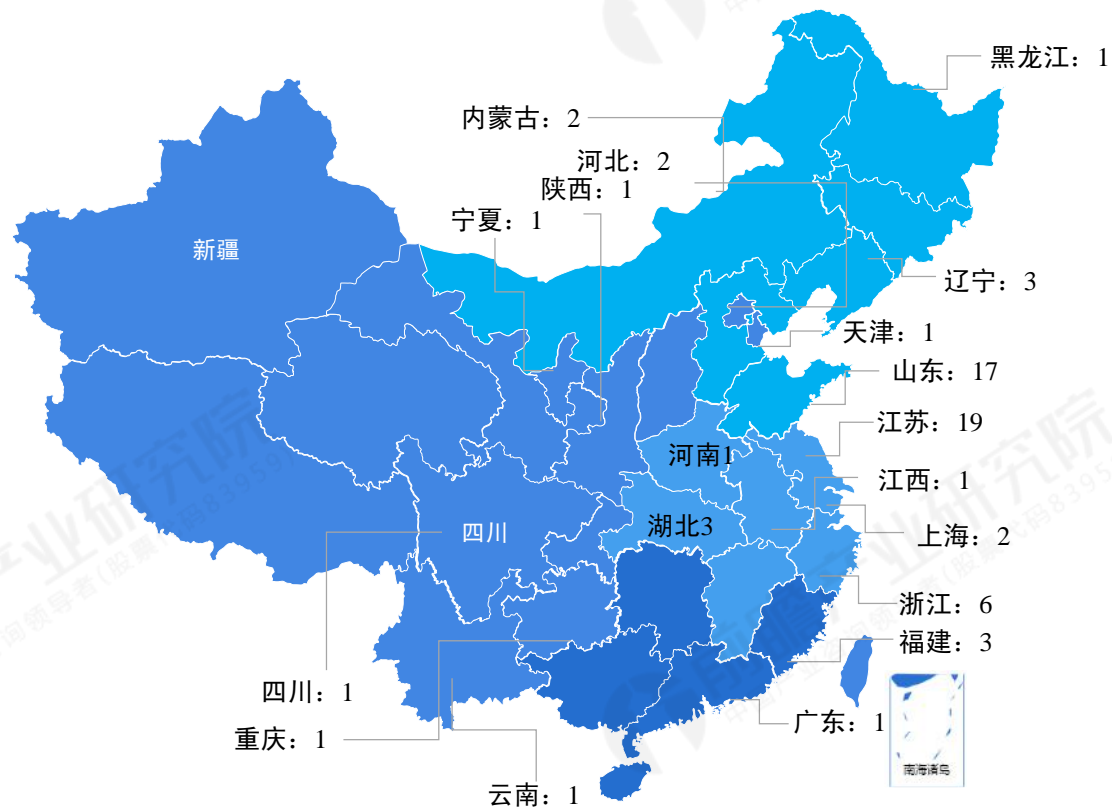 黑龙江：1
内蒙古：2
河北：2
陕西：1
宁夏：1
新疆
辽宁：3
天津：1
山东：17
江苏：19
河南1
江西：1
湖北3
四川
上海：2
浙江：6
福建：3
四川：1
广东：1
重庆：1
南海诸岛
云南：1